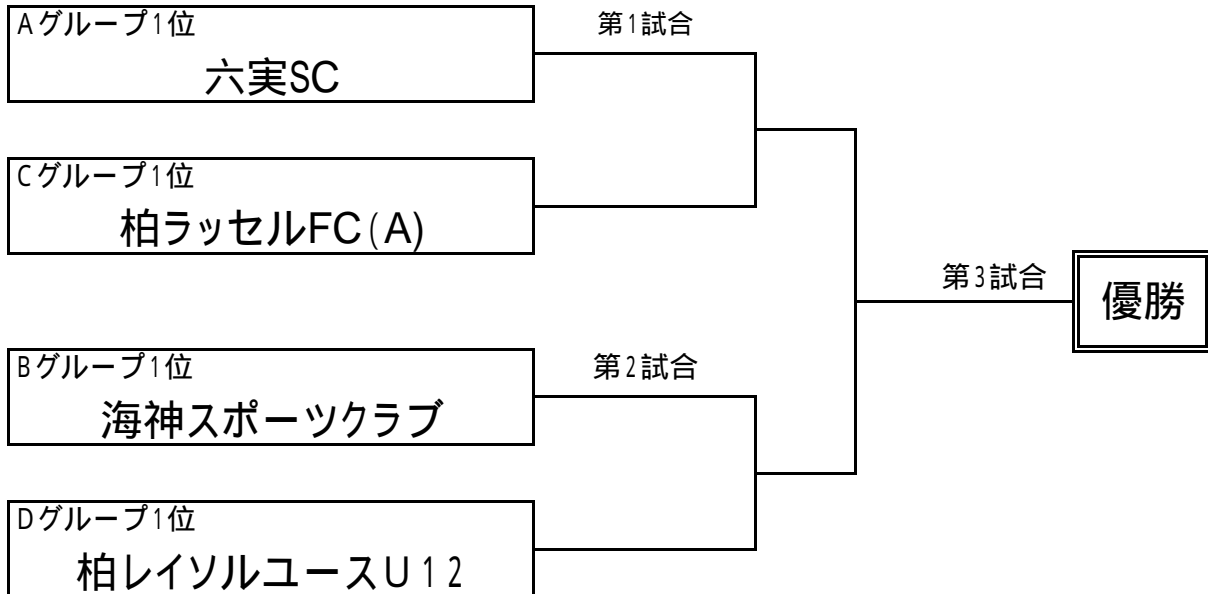 Aグループ1位
第1試合
六実SC
Cグループ1位
柏ラッセルFC(A)
第3試合
優勝
Bグループ1位
第2試合
海神スポーツクラブ
Dグループ1位
柏レイソルユースU12